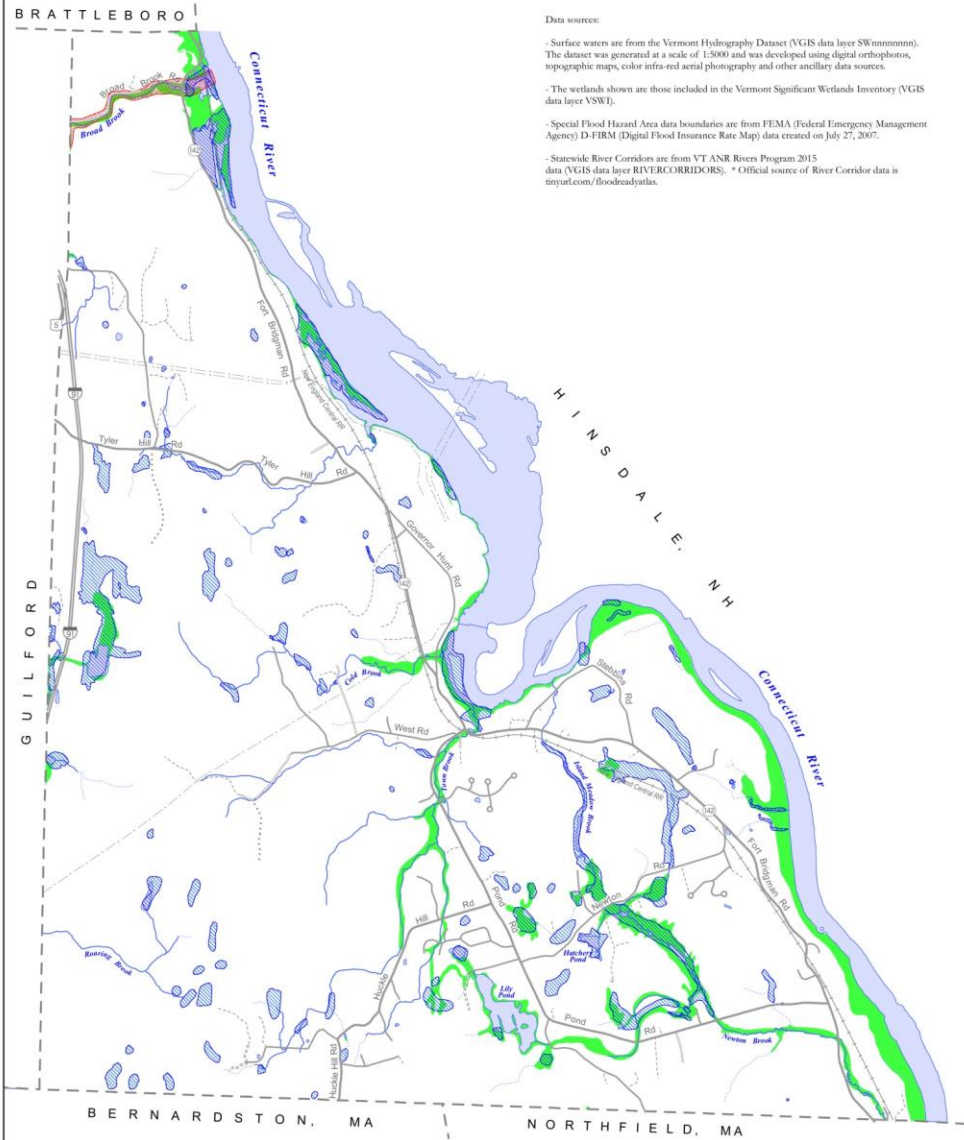 BRATTLEBORO
Data sources:
- Surface waters are from the Vermont Hydrography Dataset (VGIS data layer SWnnnnnnnn).
The dataset was generated at a scale of 1:5000 and was developed using digital orthophotos,
topographic maps, color infra-red aerial photography and other ancillary data sources.
- The wetlands shown are those included in the Vermont Significant Wetlands Inventory (VGIS
data layer VSWI).
- Special Flood Hazard Area data boundaries are from FEMA (Federal Emergency Management
Agency) D-FIRM (Digital Flood Insurance Rate Map) data created on July 27, 2007.
- Statewide River Corridors are from VT ANR Rivers Program 2015
data (VGIS data layer RIVERCORRIDORS). * Official source of River Corridor data is
tinyurl.com/floodreadyatlas.
Broad Brook R
Broad Brook
Connecticut River
142
Fort Bridgman Rd
New England Central RR
5
91
Tyler Hill Rd
Tyler Hill Rd
HINSDALE, NH
Governor Hunt Rd
142
GUILFORD
91
Cold Brook
West Rd
Stebbins Rd
Connecticut River
Town Brook
Island Meadow Brook
England Central RR
142
Fort Bridgman Rd
Newton Rd
Pond Rd
Hill Rd
Huckle
Roaring Brook
Hatcher Pond
Lily Pond
Pond Rd
Newton Brook
Huckle Hill Rd
BERNARDSTON, MA
NORTHFIELD, MA